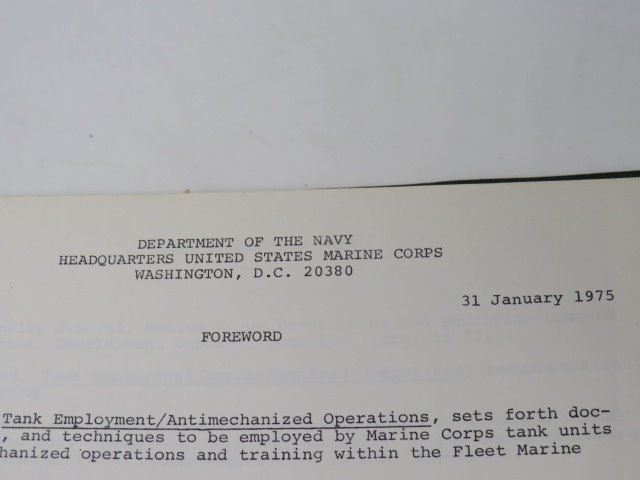 DEPARTMENT OF THE NAVY
HEADQUARTERS UNITED STATES MARINE CORPS
WASHINGTON, D.C. 20380
31 January 1975
FOREWORD
Tank Employment/Antimechanized Operations, sets forth doc-
, and techniques to be employed by Marine Corps tank units
hanized operations and training within the Fleet Marine